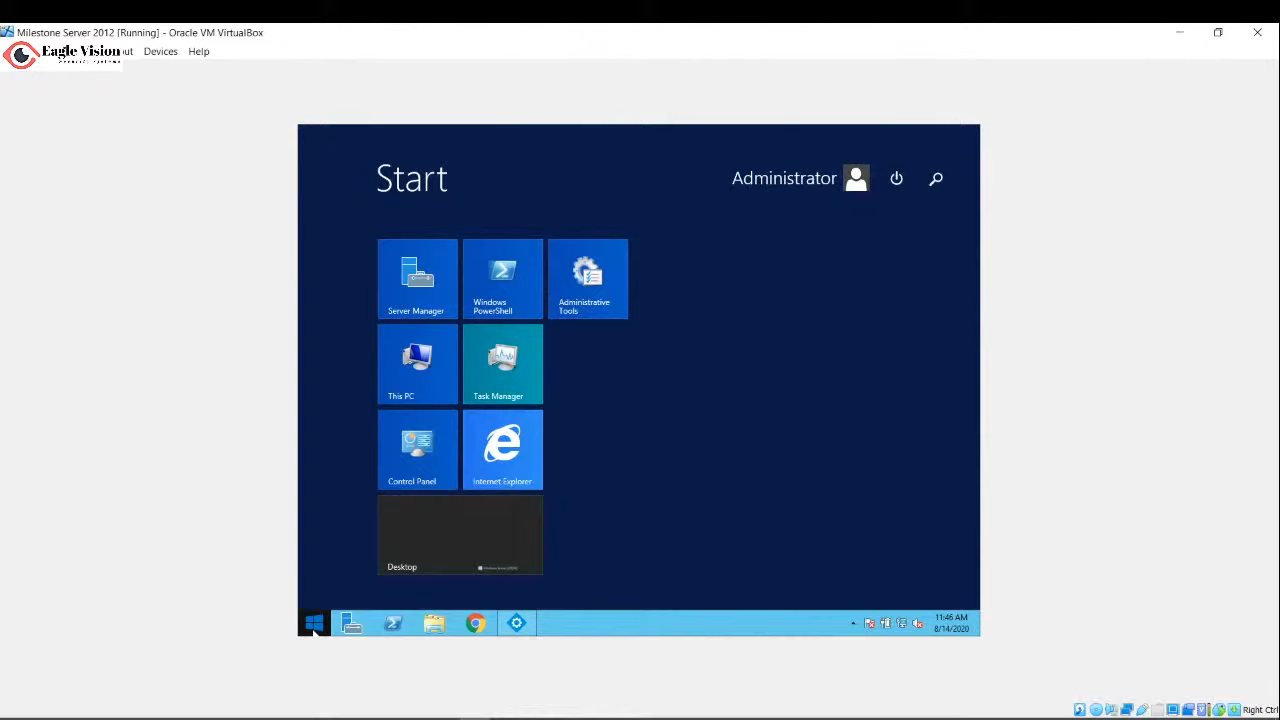 Milestone Server 2012 [Running] - Oracle VM VirtualBox
Eagle Vision
ut Devices Help
Start
Administrator
Server Manager
Windows
PowerShell
Administrative
Tools
This PC
Task Manager
Control Panel
Internet Explorer
Desktop
11:46 AM
8/14/2020
Right Ctrl